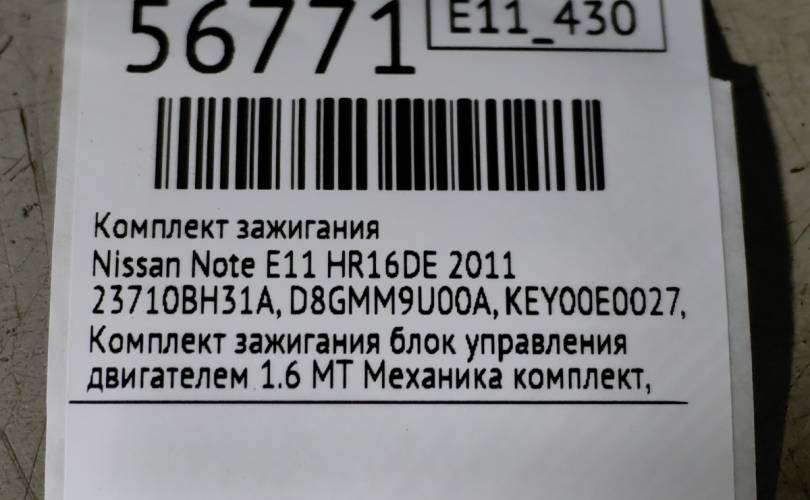 56771
E11_430
Комплект зажигания
Nissan Note E11 HR16DE 2011
23710BH31A, D8GMM9U00A, KEY00E0027,
Комплект зажигания блок управления
двигателем 1.6 МТ Механика комплект,